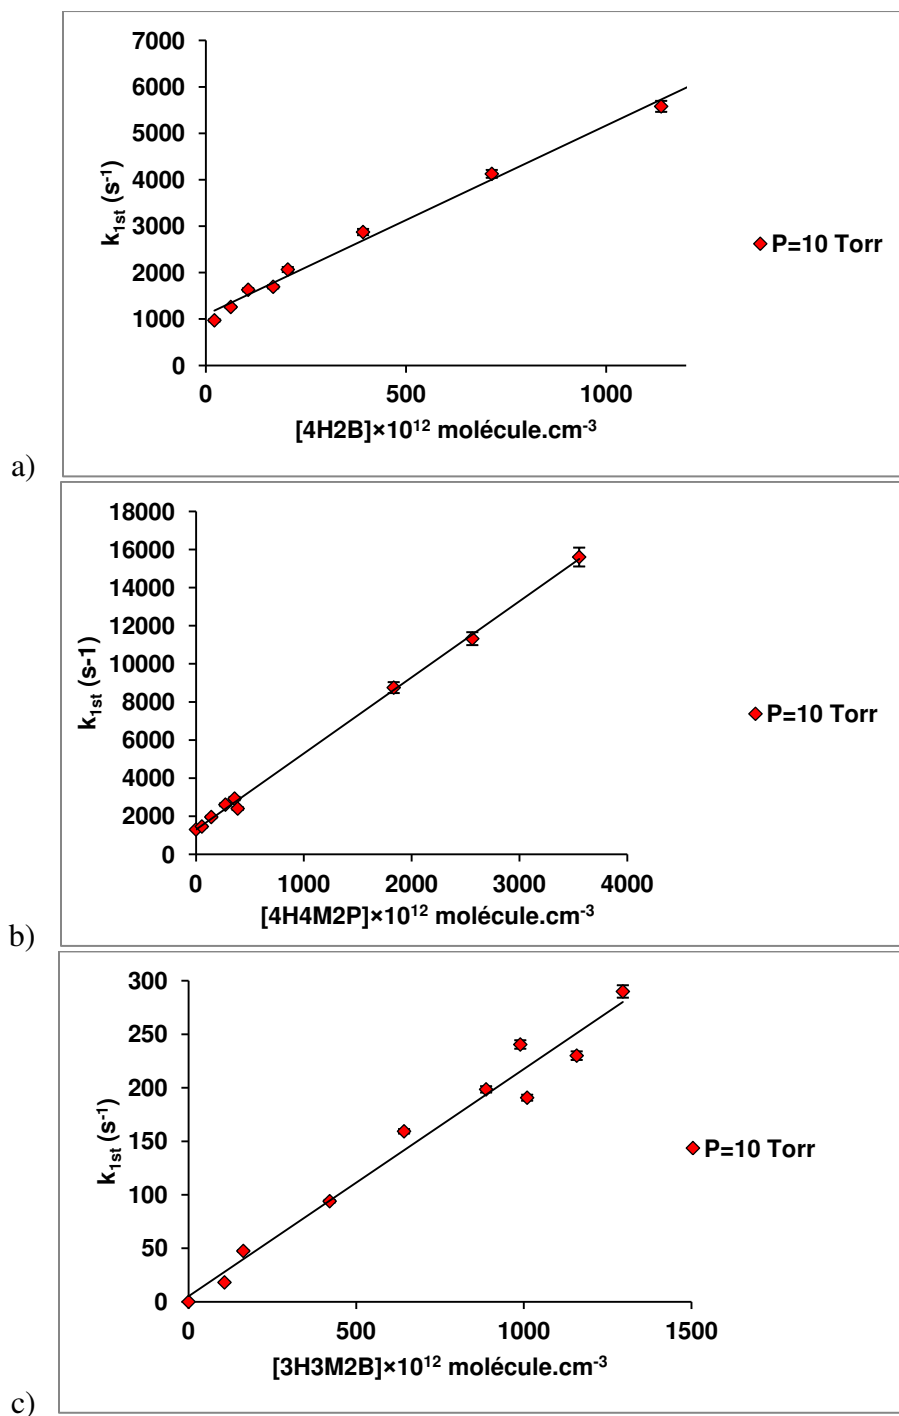 7000
6000
5000
4000
3000
2000
1000
0
k1st (s-1)
0 500 1000
[4H2B]×10¹² molécule.cm-³
P=10 Torr
a)
18000
16000
14000
12000
10000
8000
6000
4000
2000
0
k1st (s-1)
0 1000 2000 3000 4000
[4H4M2P]×10¹² molécule.cm-³
P=10 Torr
b)
300
250
200
150
100
50
0
k1st (s-1)
0 500 1000 1500
[3H3M2B]×10¹² molécule.cm-³
P=10 Torr
c)